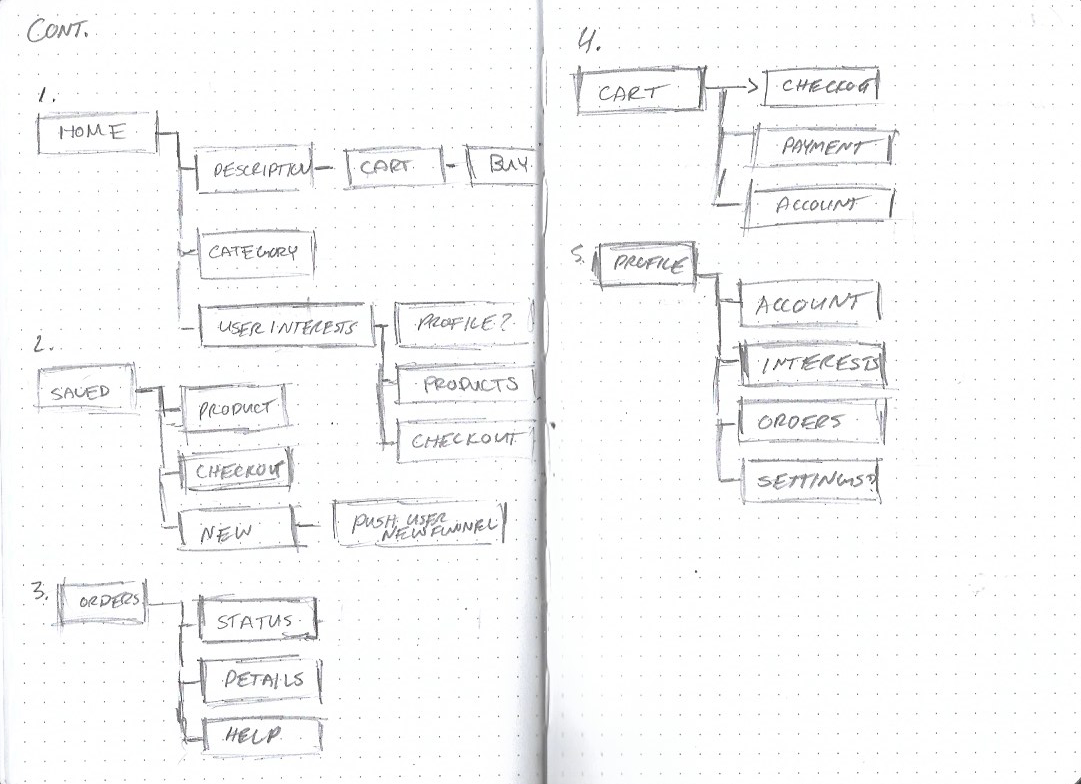 CONT.
1.
HOME
DESCRIPTION
CART
BUY
CATEGORY
USER INTERESTS
PROFILE?
PRODUCTS
CHECKOUT
2.
SAVED
PRODUCT
CHECKOUT
NEW
PUSH USER
NEW FUNNEL
3.
ORDERS
STATUS
DETAILS
HELP
4.
CART
CHECKOUT
PAYMENT
ACCOUNT
5.
PROFILE
ACCOUNT
INTERESTS
ORDERS
SETTINGS?